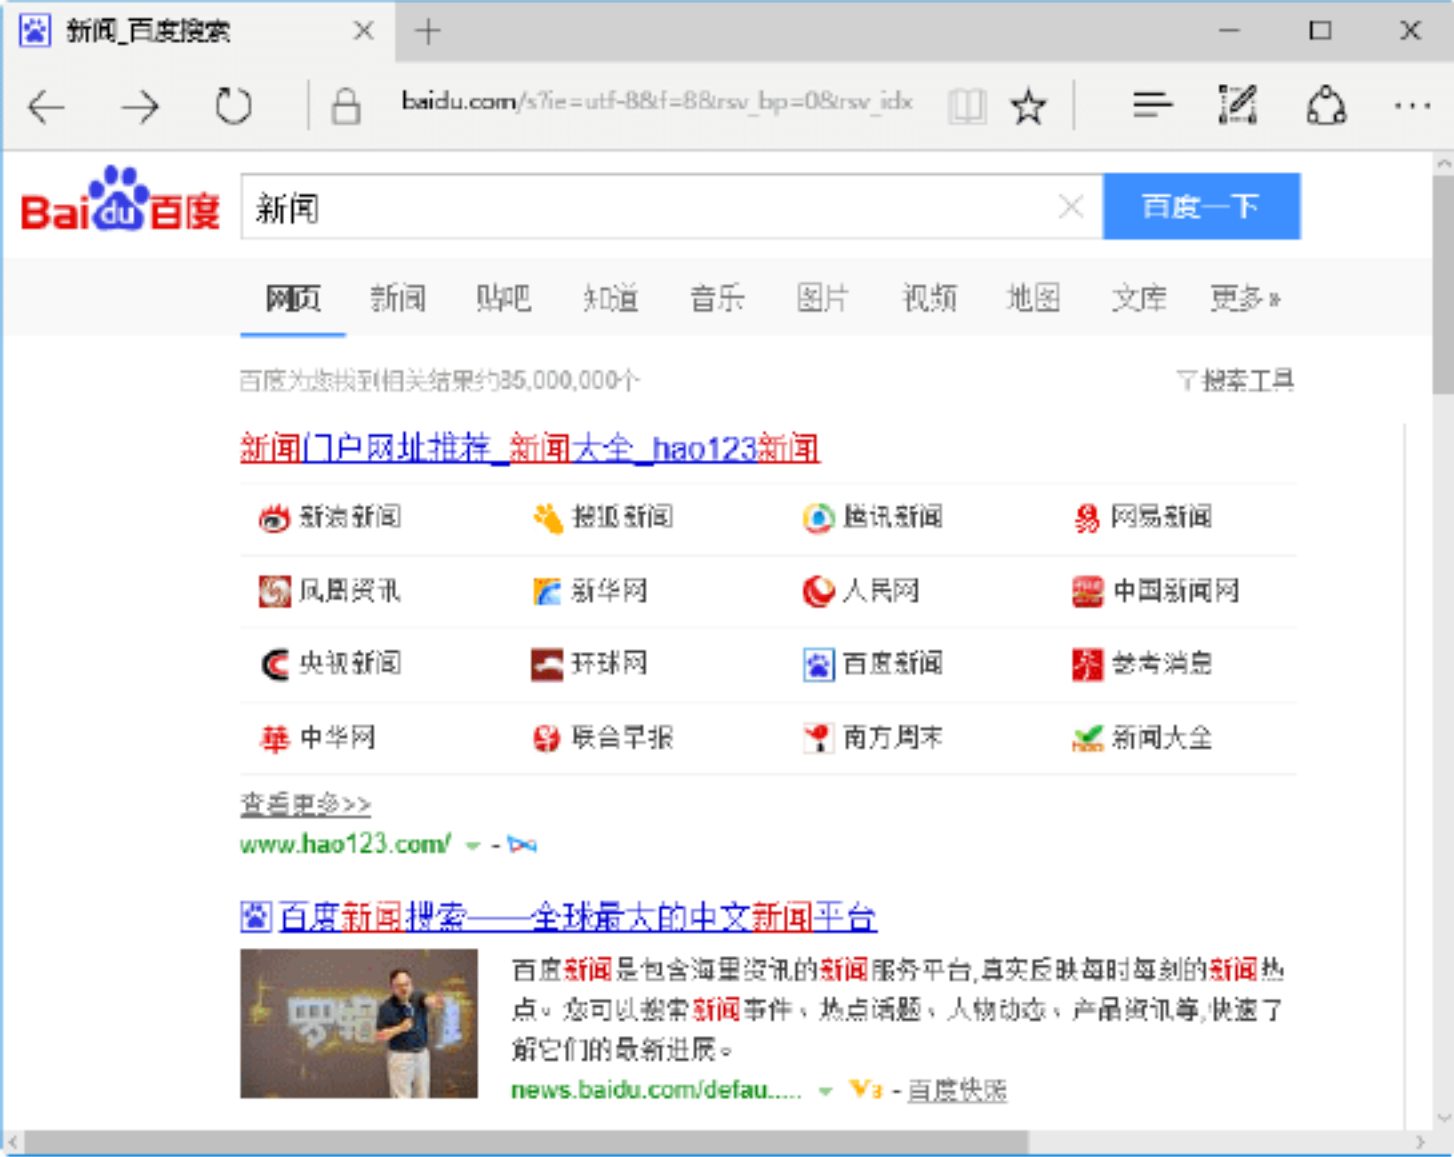 新闻_百度搜索
baidu.com/s?ie=utf-8&f=8&rsv_bp=0&rsv_idx
Bai du 百度 新闻 百度一下
网页 新闻 贴吧 知道 音乐 图片 视频 地图 文库 更多»
百度为您找到相关结果约85,000,000个 搜索工具
新闻门户网址推荐_新闻大全_hao123新闻
新浪新闻 搜狐新闻 腾讯新闻 网易新闻
凤凰资讯 新华网 人民网 中国新闻网
央视新闻 环球网 百度新闻 参考消息
中华网 联合早报 南方周末 新闻大全
查看更多>>
www.hao123.com/ -
百度新闻搜索——全球最大的中文新闻平台
百度新闻是包含海量资讯的新闻服务平台,真实反映每时每刻的新闻热
点。您可以搜索新闻事件、热点话题、人物动态、产品资讯等,快速了
解它们的最新进展。
news.baidu.com/defau..... V3 - 百度快照